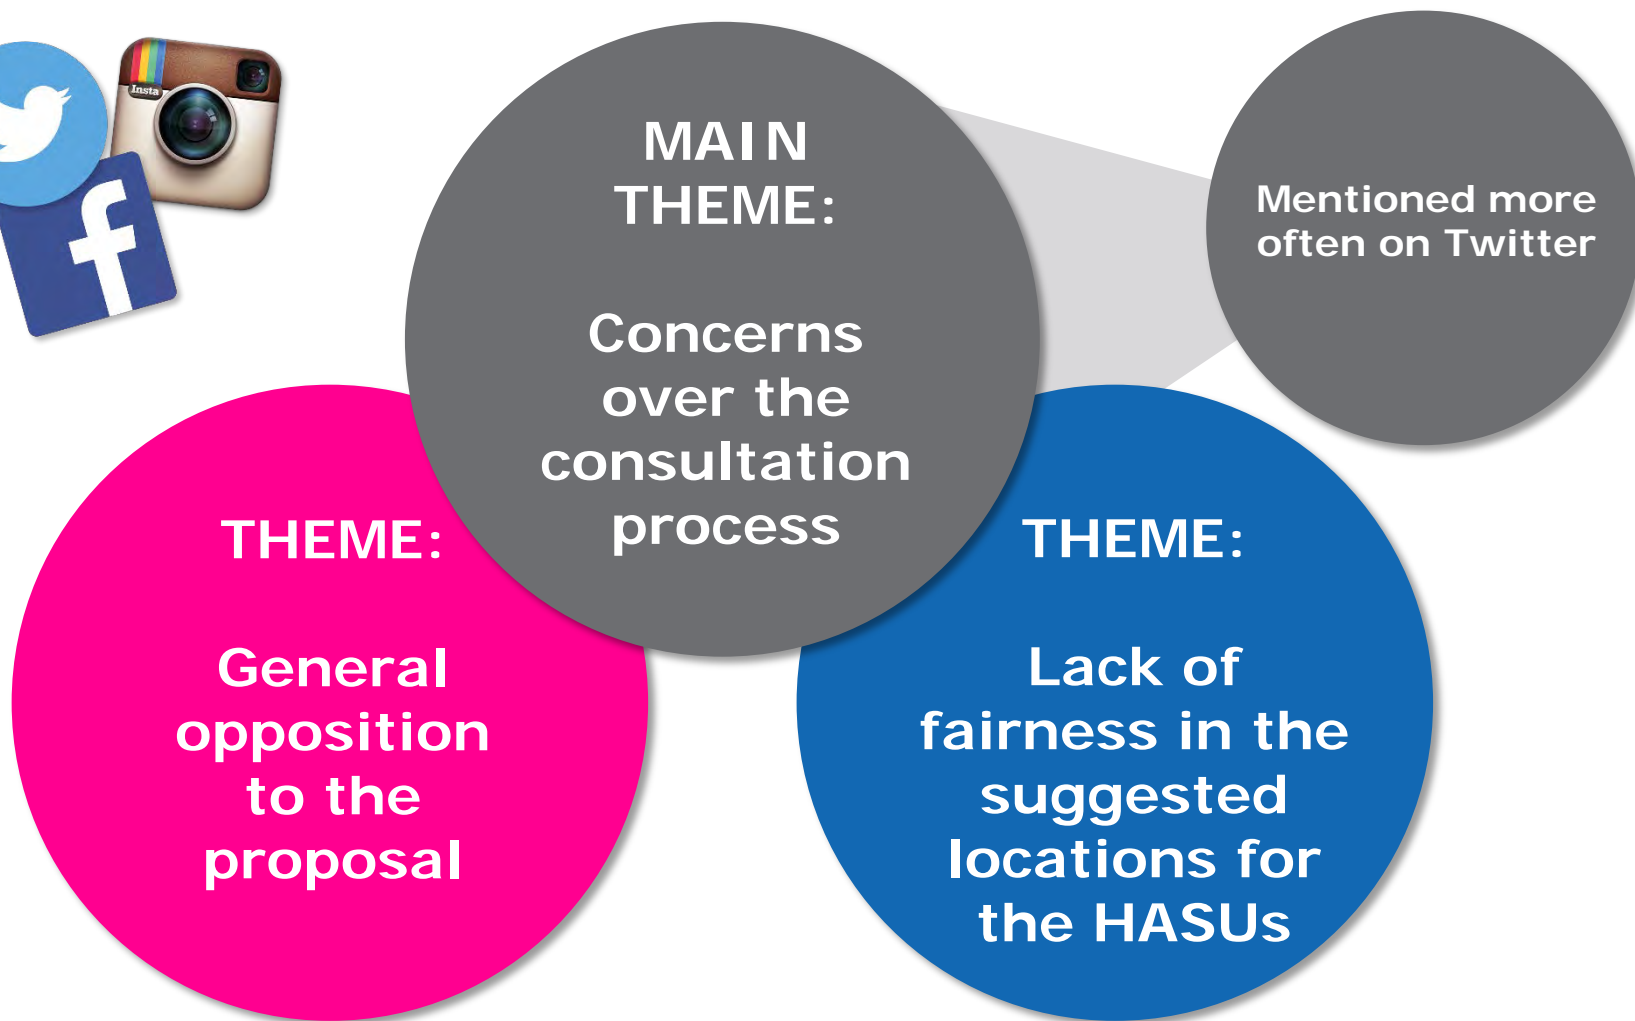 Insta
MAIN
THEME:
Concerns
over the
consultation
process
Mentioned more
often on Twitter
THEME:
General
opposition
to the
proposal
THEME:
Lack of
fairness in the
suggested
locations for
the HASUs